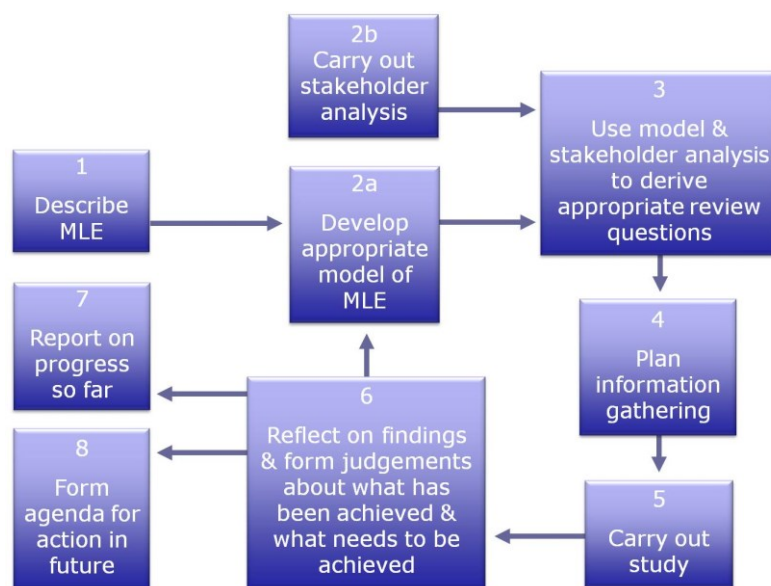 2b
Carry out
stakeholder
analysis
3
Use model &
stakeholder analysis
to derive
appropriate review
questions
1
Describe
MLE
2a
Develop
appropriate
model of
MLE
7
Report on
progress
so far
4
Plan
information
gathering
6
Reflect on findings
& form judgements
about what has
been achieved &
what needs to be
achieved
8
Form
agenda for
action in
future
5
Carry out
study